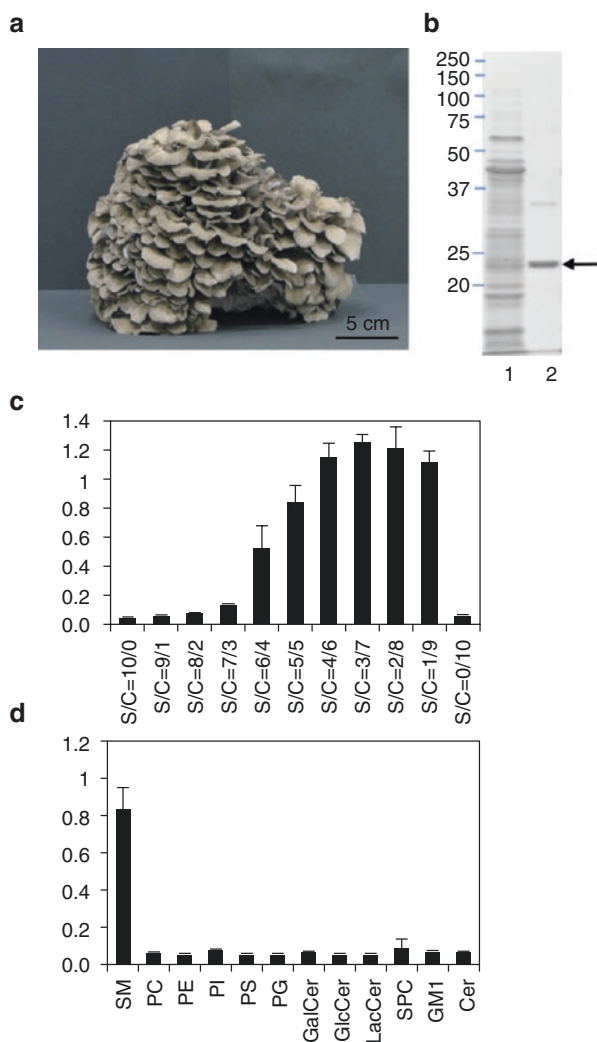 a
5 cm
b
250
150
100
75
50
37
25
20
1 2
c
1.4
1.2
1
0.8
0.6
0.4
0.2
0.0
S/C=10/0
S/C=9/1
S/C=8/2
S/C=7/3
S/C=6/4
S/C=5/5
S/C=4/6
S/C=3/7
S/C=2/8
S/C=1/9
S/C=0/10
d
1.2
1
0.8
0.6
0.4
0.2
0.0
SM
PC
PE
PI
PS
PG
GalCer
GlcCer
LacCer
SPC
GM1
Cer